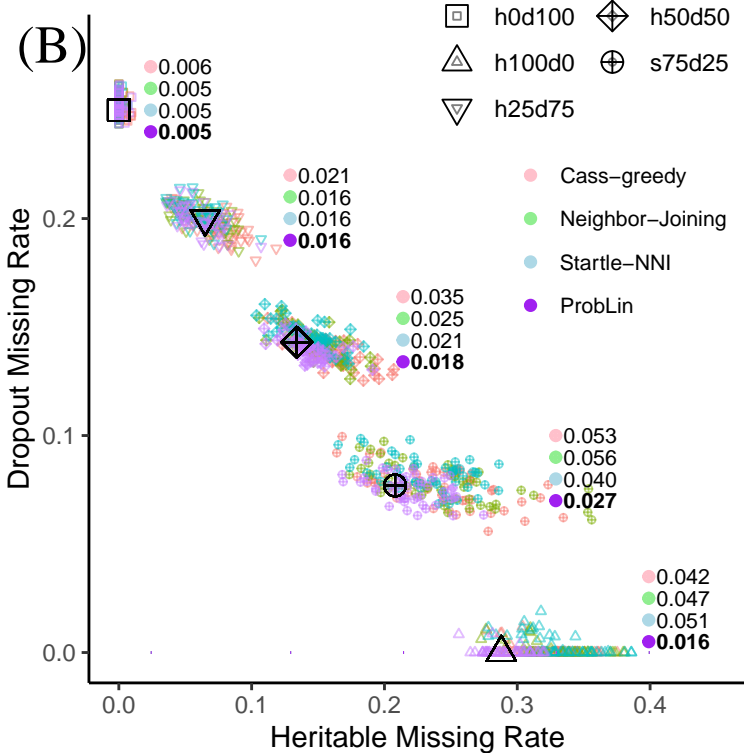 (B)
h0d100
h50d50
h100d0
s75d25
h25d75
Cass−greedy
Neighbor−Joining
Startle−NNI
ProbLin
0.006
0.005
0.005
0.005
0.021
0.016
0.016
0.016
0.035
0.025
0.021
0.018
0.053
0.056
0.040
0.027
0.042
0.047
0.051
0.016
Dropout Missing Rate
0.2
0.1
0.0
0.0
0.1
0.2
0.3
0.4
Heritable Missing Rate